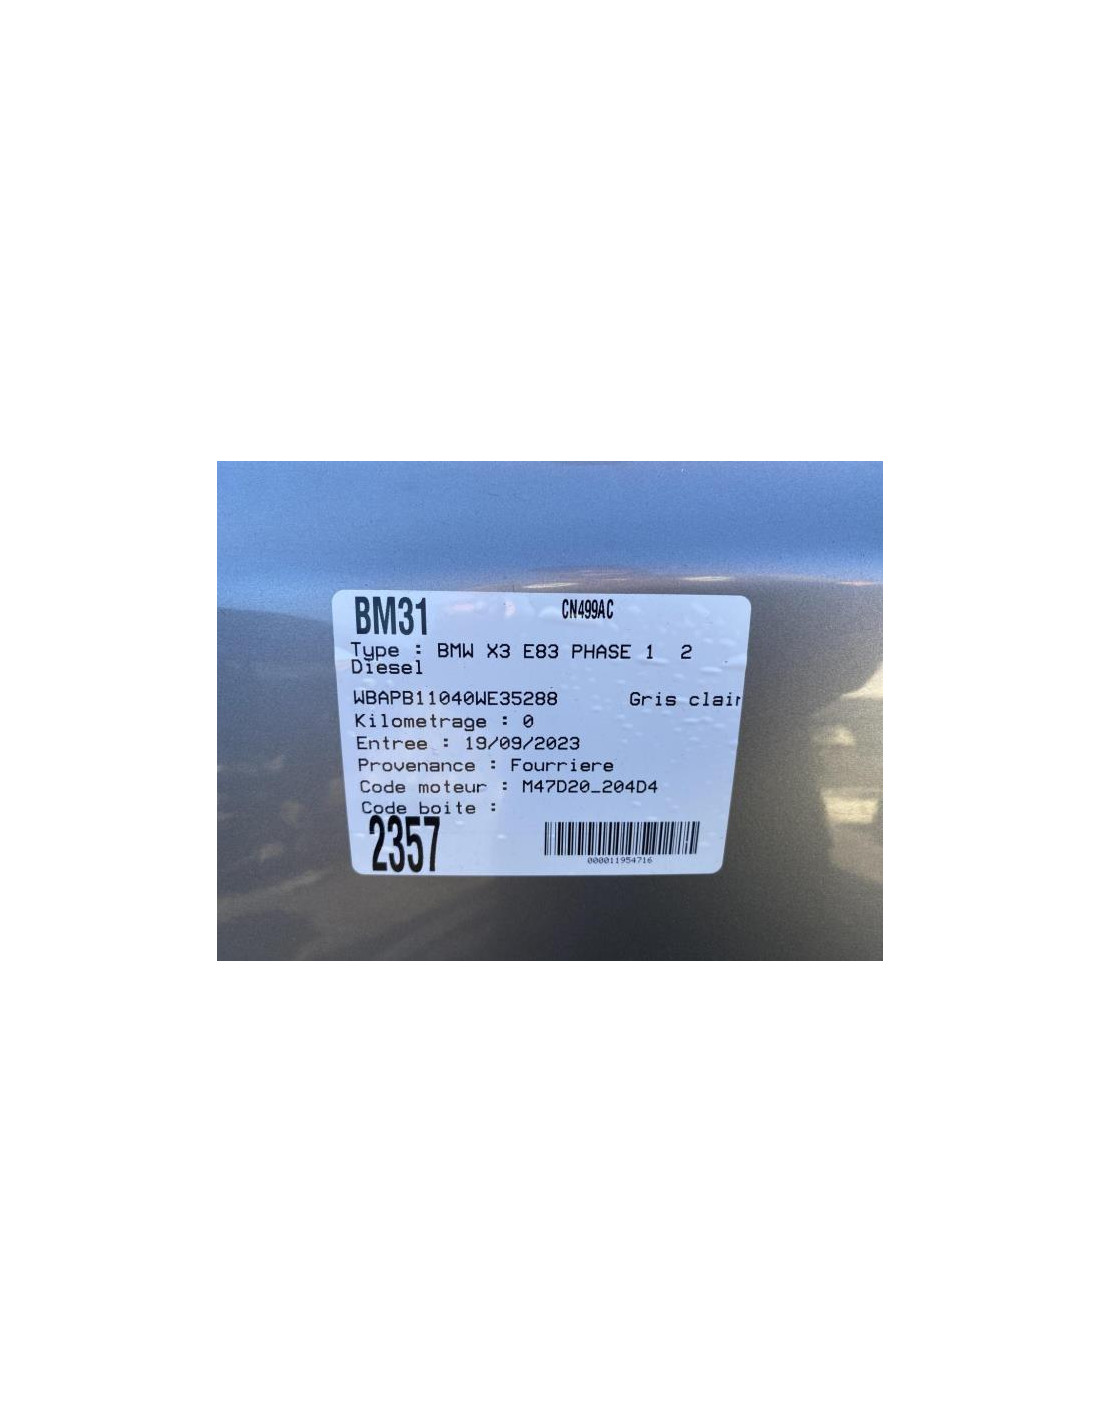 BM31 CN499AC
Type : BMW X3 E83 PHASE 1 2
Diesel
WBAPB11040WE35288 Gris clair
Kilometrage : 0
Entree : 19/09/2023
Provenance : Fourriere
Code moteur : M47D20_204D4
Code boite :
2357
000011954716